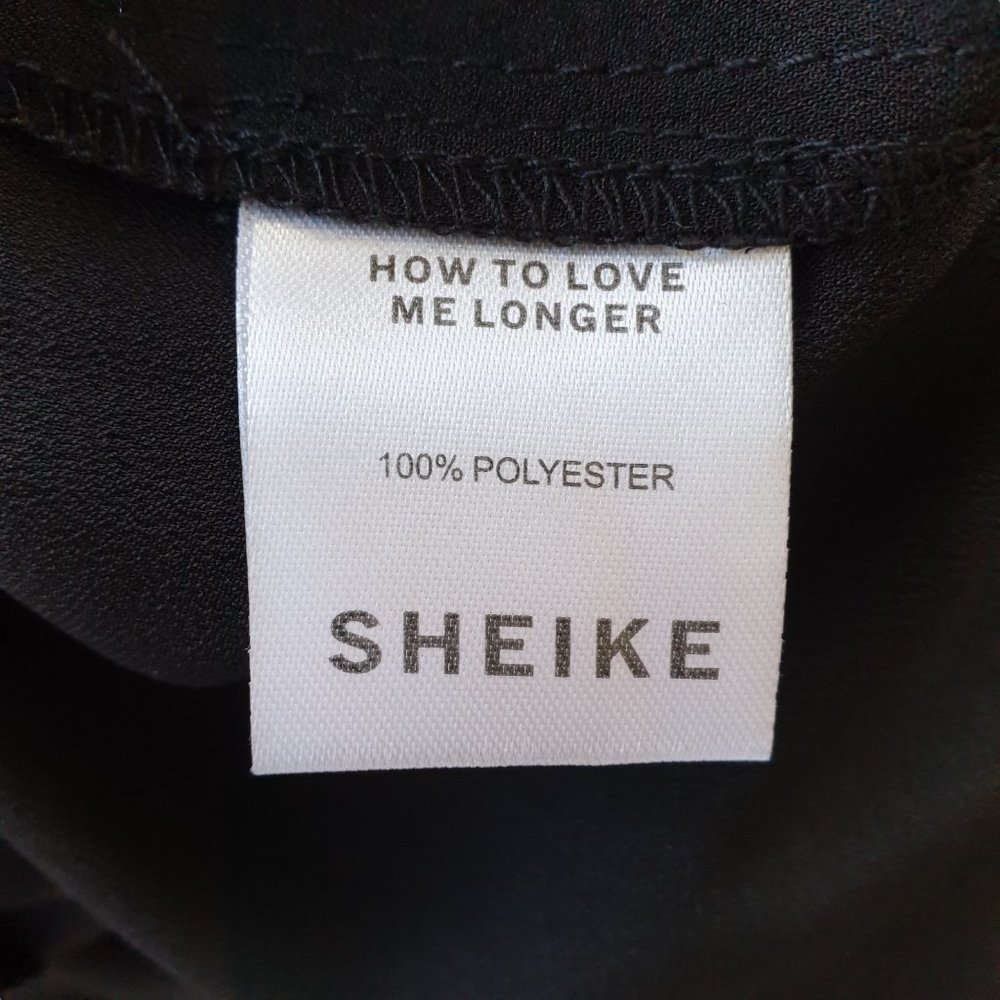 HOW TO LOVE
ME LONGER
100% POLYESTER
SHEIKE